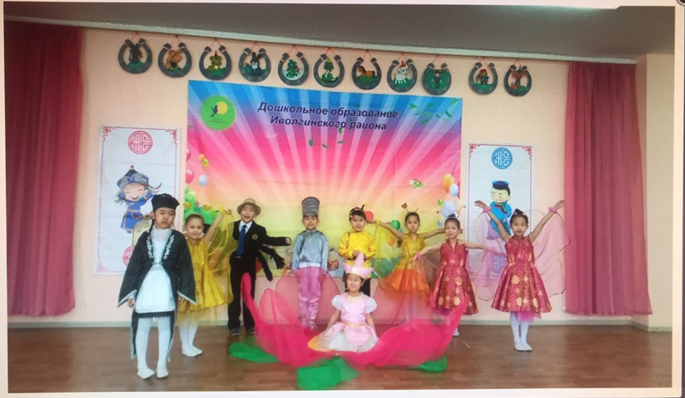 Дошкольное образование
Иволгинского района